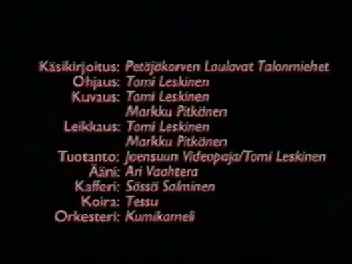 Käsikirjoitus: Petäjäkorven Laulavat Talonmiehet
Ohjaus: Tomi Leskinen
Kuvaus: Tomi Leskinen
Markku Pitkänen
Leikkaus: Tomi Leskinen
Markku Pitkänen
Tuotanto: Joensuun Videopaja/Tomi Leskinen
Ääni: Ari Vaahtera
Kafferi: Sössö Salminen
Koira: Tessu
Orkesteri: Kumikameli